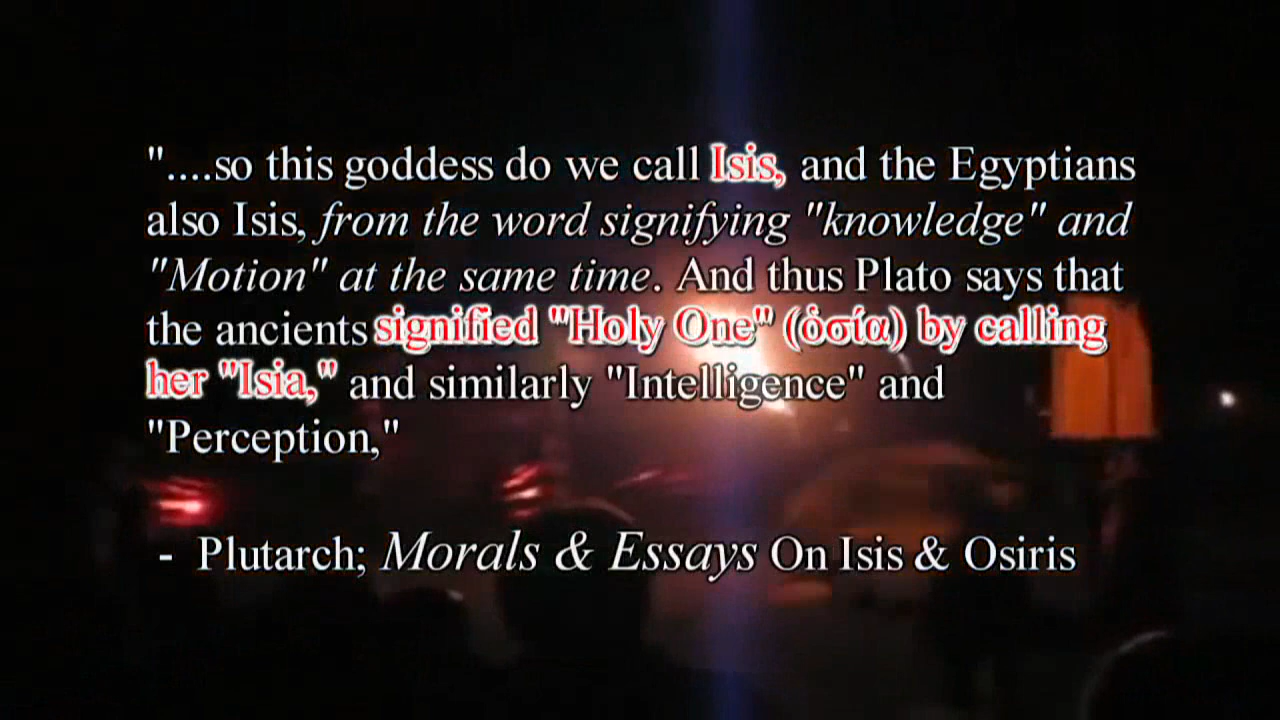 "....so this goddess do we call Isis, and the Egyptians
also Isis, from the word signifying "knowledge" and
"Motion" at the same time. And thus Plato says that
the ancients signified "Holy One" (ὁσία) by calling
her "Isia," and similarly "Intelligence" and
"Perception,"
- Plutarch; Morals & Essays On Isis & Osiris